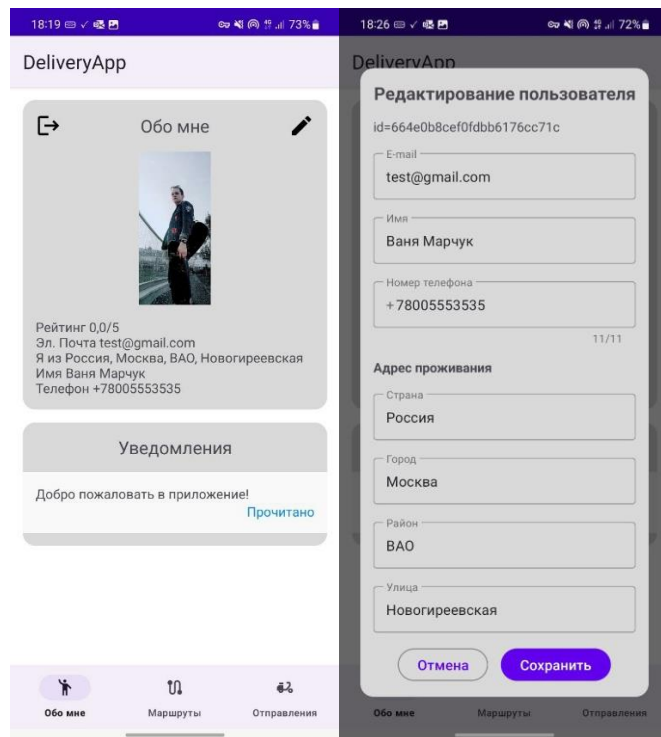 18:19
73%
DeliveryApp
Обо мне
Рейтинг 0,0/5
Эл. Почта test@gmail.com
Я из Россия, Москва, ВАО, Новогиреевская
Имя Ваня Марчук
Телефон +78005553535
Уведомления
Добро пожаловать в приложение!
Прочитано
Обо мне
Маршруты
Отправления
18:26
72%
DeliveryApp
Редактирование пользователя
id=664e0b8cef0fdbb6176cc71c
E-mail
test@gmail.com
Имя
Ваня Марчук
Номер телефона
+78005553535
11/11
Адрес проживания
Страна
Россия
Город
Москва
Район
ВАО
Улица
Новогиреевская
Отмена
Сохранить
Обо мне
Маршруты
Отправления